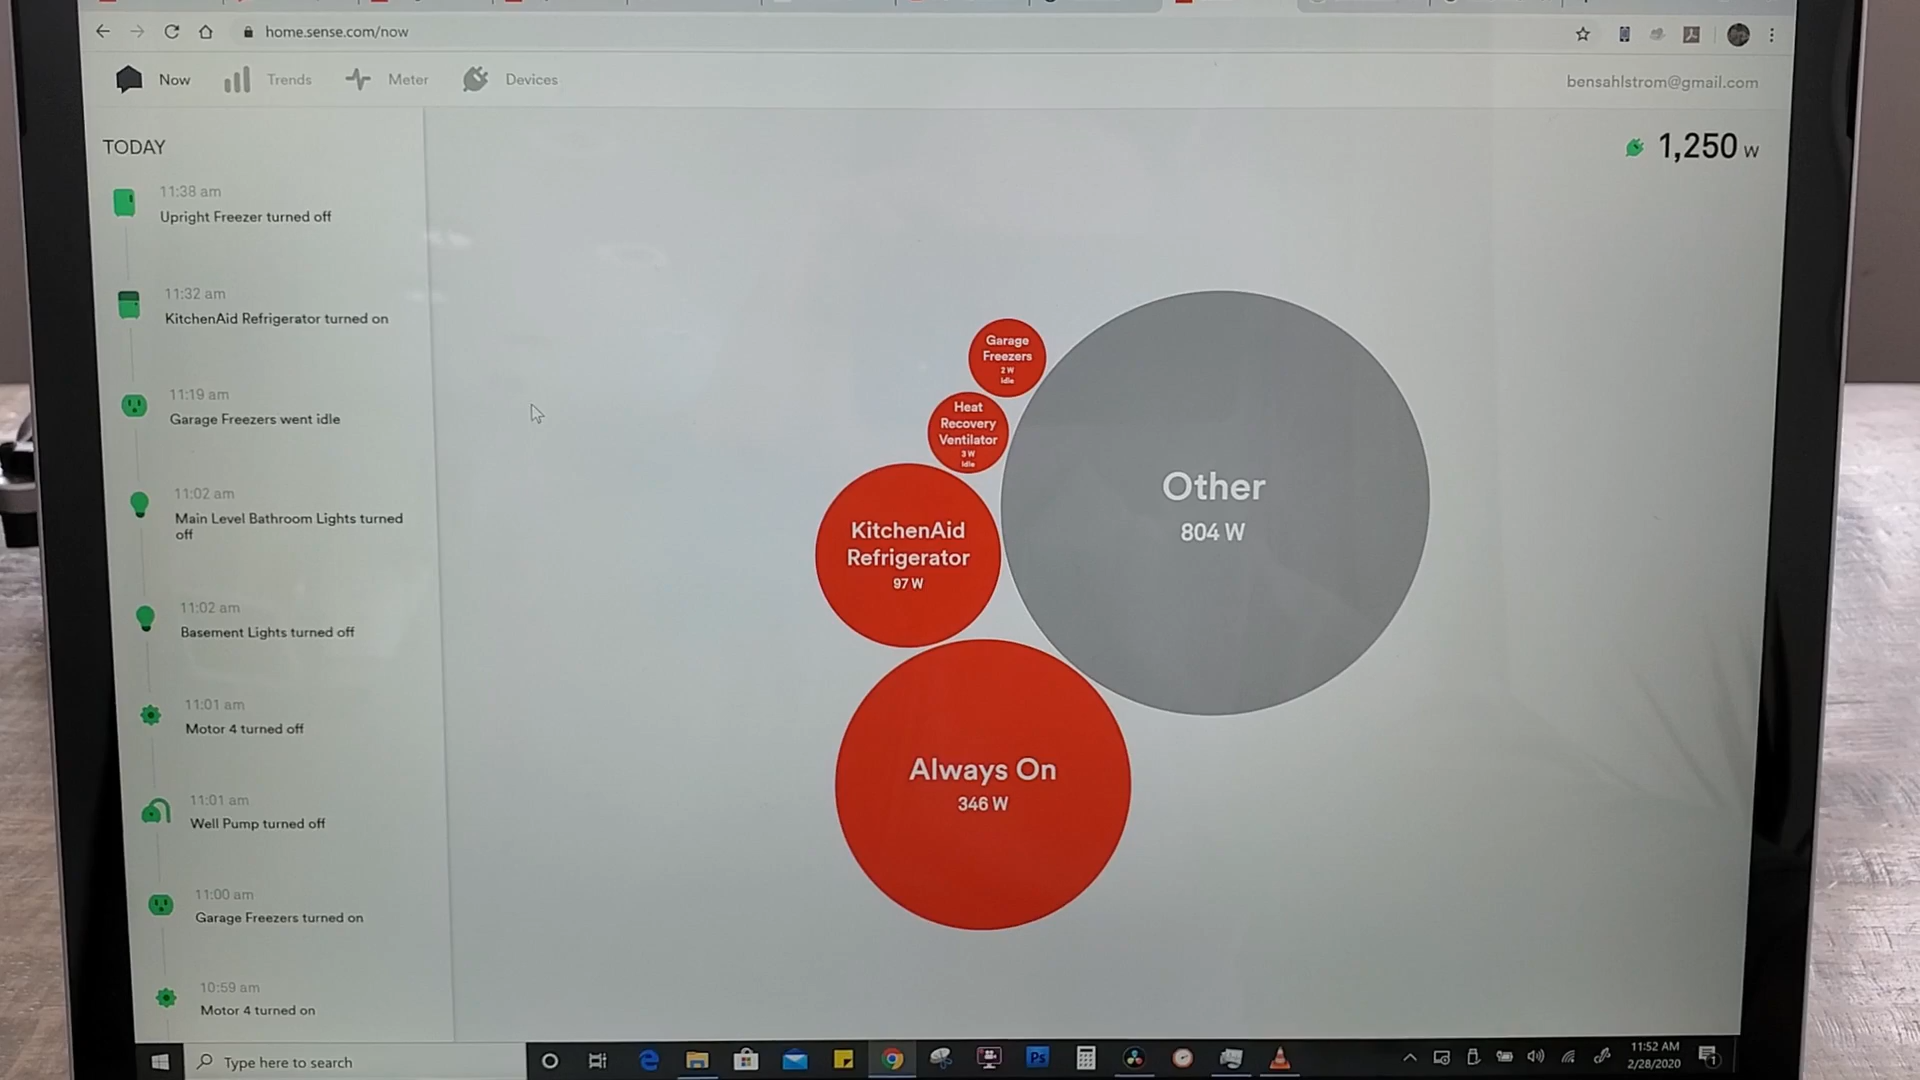 home.sense.com/now
Now
Trends
Meter
Devices
bensahlstrom@gmail.com
TODAY
1,250 W
11:38 am
Upright Freezer turned off
11:32 am
KitchenAid Refrigerator turned on
11:19 am
Garage Freezers went idle
11:02 am
Main Level Bathroom Lights turned
off
11:02 am
Basement Lights turned off
11:01 am
Motor 4 turned off
11:01 am
Well Pump turned off
11:00 am
Garage Freezers turned on
10:59 am
Motor 4 turned on
Garage
Freezers
2 W
Idle
Heat
Recovery
Ventilator
3 W
Idle
KitchenAid
Refrigerator
97 W
Other
804 W
Always On
346 W
Type here to search
Ps
11:52 AM
2/28/2020
1